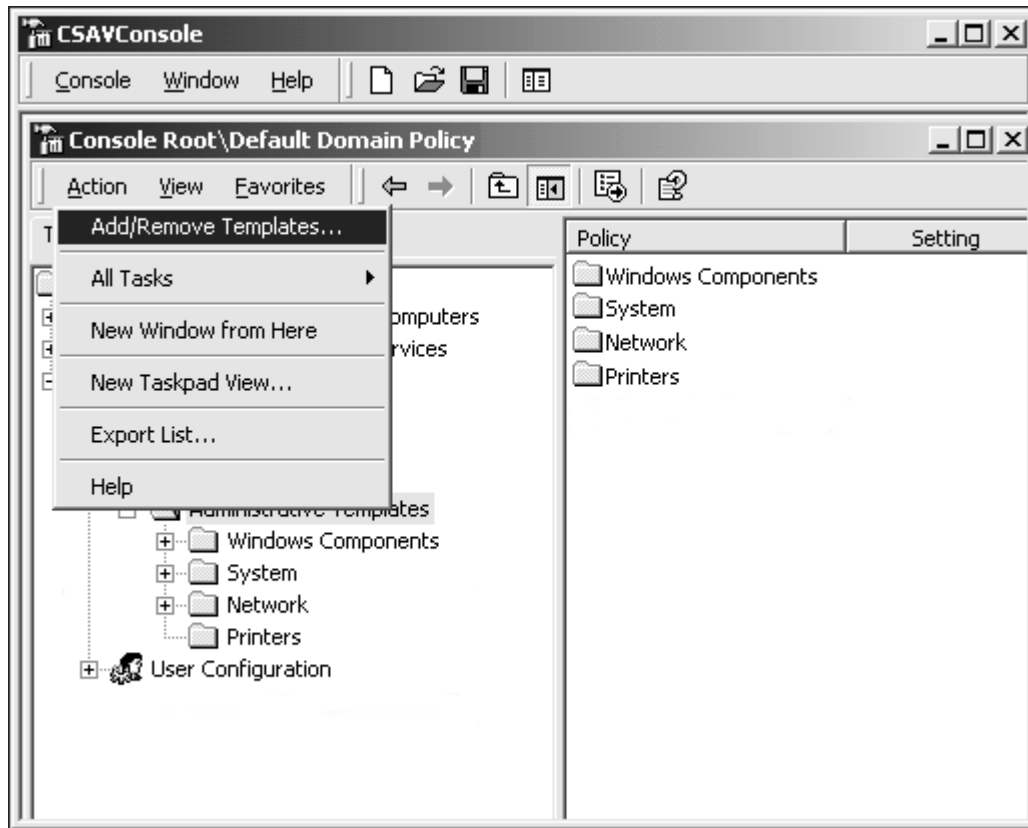 CSAVConsole
Console Window Help
Console Root\Default Domain Policy
Action View Favorites
Add/Remove Templates...
All Tasks
New Window from Here
New Taskpad View...
Export List...
Help
Policy Setting
Windows Components
System
Network
Printers
Administrative Templates
Windows Components
System
Network
Printers
User Configuration